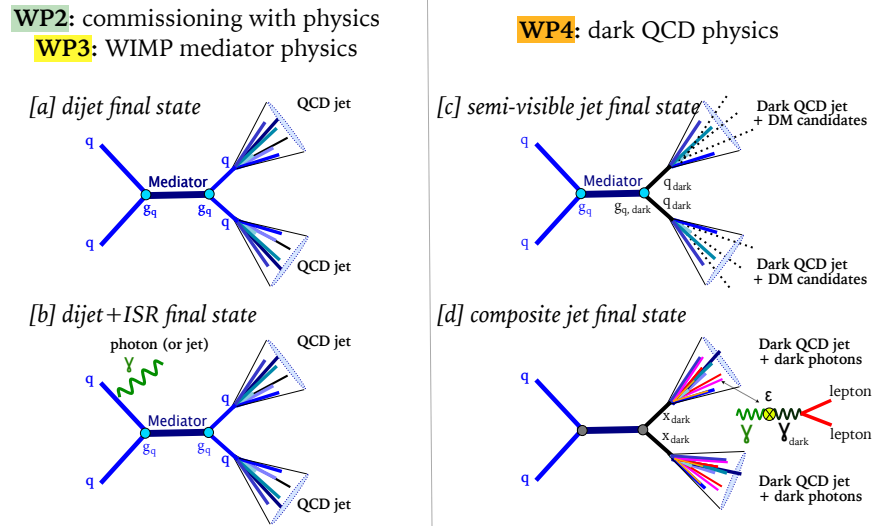 WP2: commissioning with physics
WP3: WIMP mediator physics
[a] dijet final state
QCD jet
q
q
Mediator
g_q
g_q
q
q
QCD jet
[b] dijet+ISR final state
photon (or jet)
γ
QCD jet
q
q
Mediator
g_q
g_q
q
q
QCD jet
WP4: dark QCD physics
[c] semi-visible jet final state
Dark QCD jet
+ DM candidates
q
Mediator
q_dark
q_dark
g_q
g_q, dark
q
Dark QCD jet
+ DM candidates
[d] composite jet final state
Dark QCD jet
+ dark photons
q
ε
lepton
x_dark
x_dark
γ
γ_dark
lepton
q
Dark QCD jet
+ dark photons